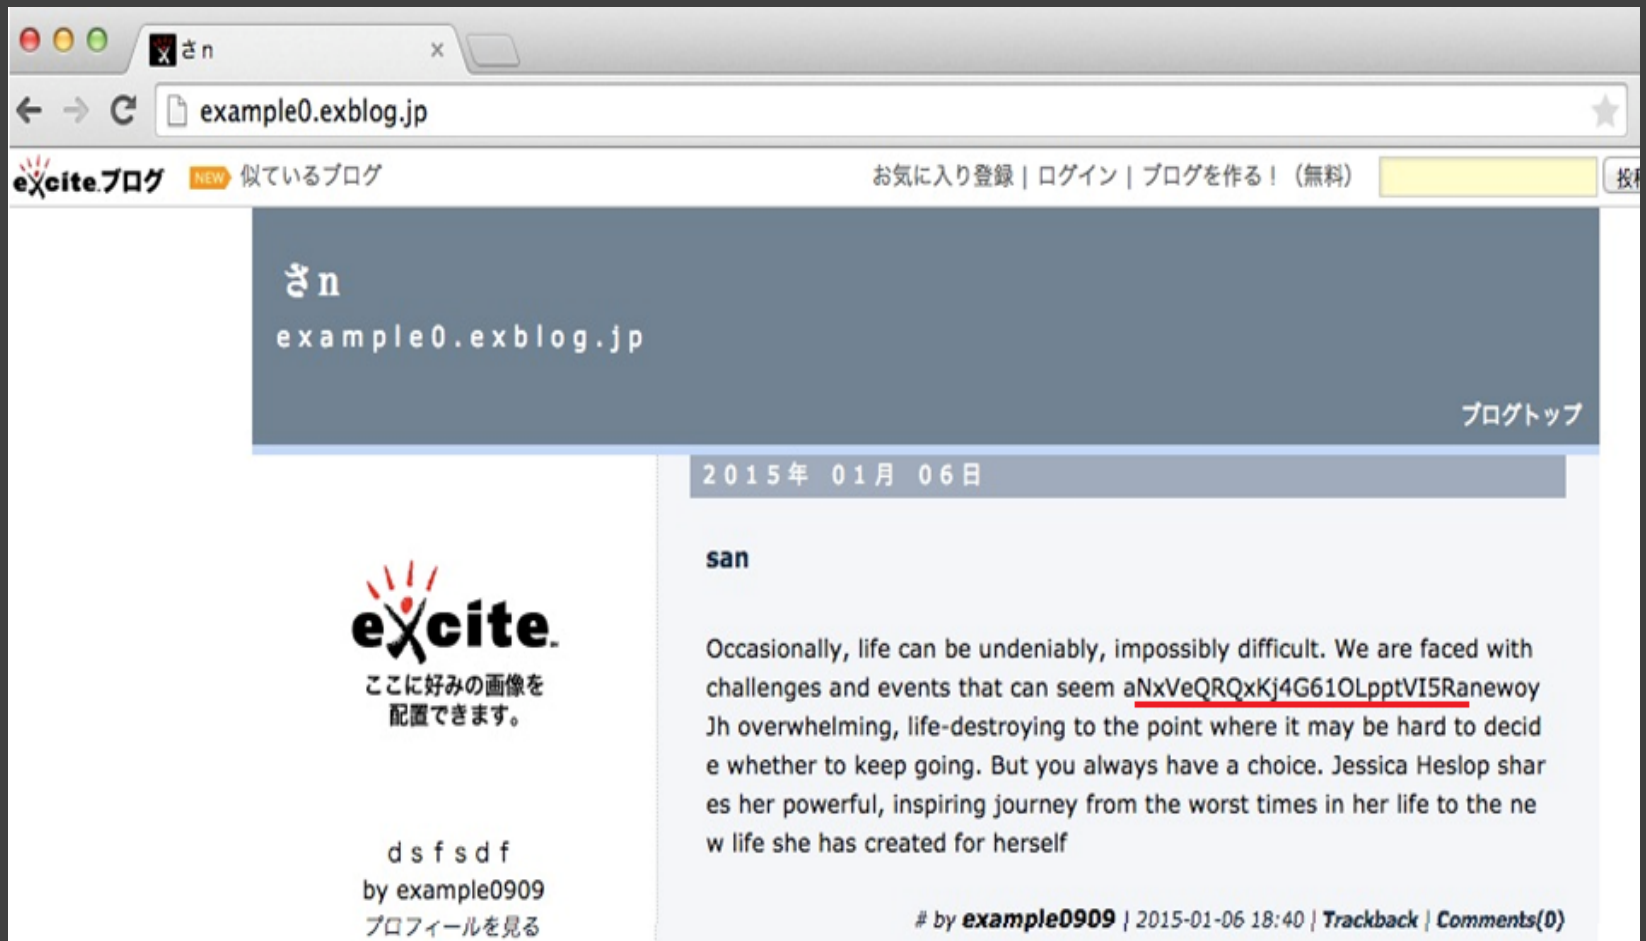 さn
example0.exblog.jp
excite.ブログ NEW 似ているブログ お気に入り登録 | ログイン | ブログを作る！（無料）
さn
example0.exblog.jp
ブログトップ
2015年 01月 06日
san
excite.
ここに好みの画像を
配置できます。
dsfsdf
by example0909
プロフィールを見る
Occasionally, life can be undeniably, impossibly difficult. We are faced with
challenges and events that can seem aNxVeQRQxKj4G61OLpptVI5Ranewoy
Jh overwhelming, life-destroying to the point where it may be hard to decid
e whether to keep going. But you always have a choice. Jessica Heslop shar
es her powerful, inspiring journey from the worst times in her life to the ne
w life she has created for herself
# by example0909 | 2015-01-06 18:40 | Trackback | Comments(0)